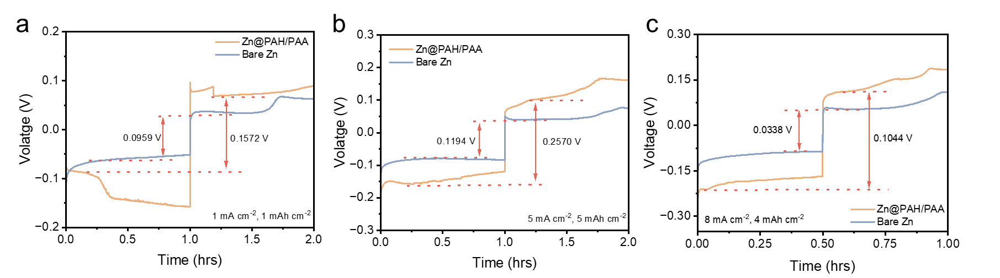 a
0.2
0.1
0.0
−0.1
−0.2
Volatge (V)
Zn@PAH/PAA
Bare Zn
0.0959 V
0.1572 V
1 mA cm-2, 1 mAh cm-2
0.0 0.5 1.0 1.5 2.0
Time (hrs)
b
0.3
0.2
0.1
0.0
−0.1
−0.2
−0.3
Volatge (V)
Zn@PAH/PAA
Bare Zn
0.1194 V
0.2570 V
5 mA cm-2, 5 mAh cm-2
0.0 0.5 1.0 1.5 2.0
Time (hrs)
c
0.30
0.15
0.00
−0.15
−0.30
Voltage (V)
0.0338 V
0.1044 V
Zn@PAH/PAA
Bare Zn
8 mA cm-2, 4 mAh cm-2
0.00 0.25 0.50 0.75 1.00
Time (hrs)